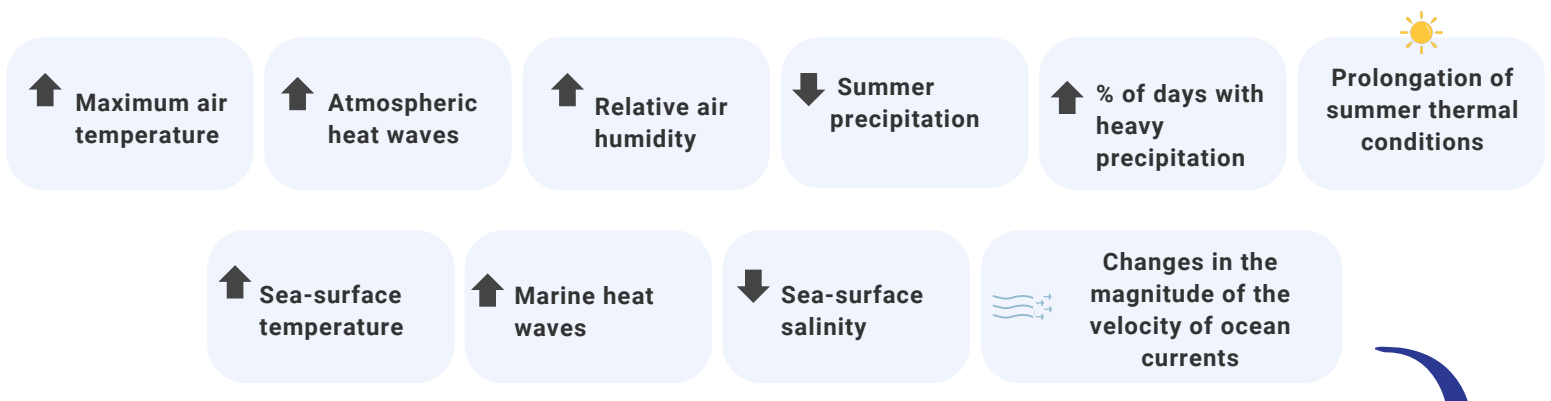 Maximum air
temperature
Atmospheric
heat waves
Relative air
humidity
Summer
precipitation
% of days with
heavy
precipitation
Prolongation of
summer thermal
conditions
Sea-surface
temperature
Marine heat
waves
Sea-surface
salinity
Changes in the
magnitude of the
velocity of ocean
currents